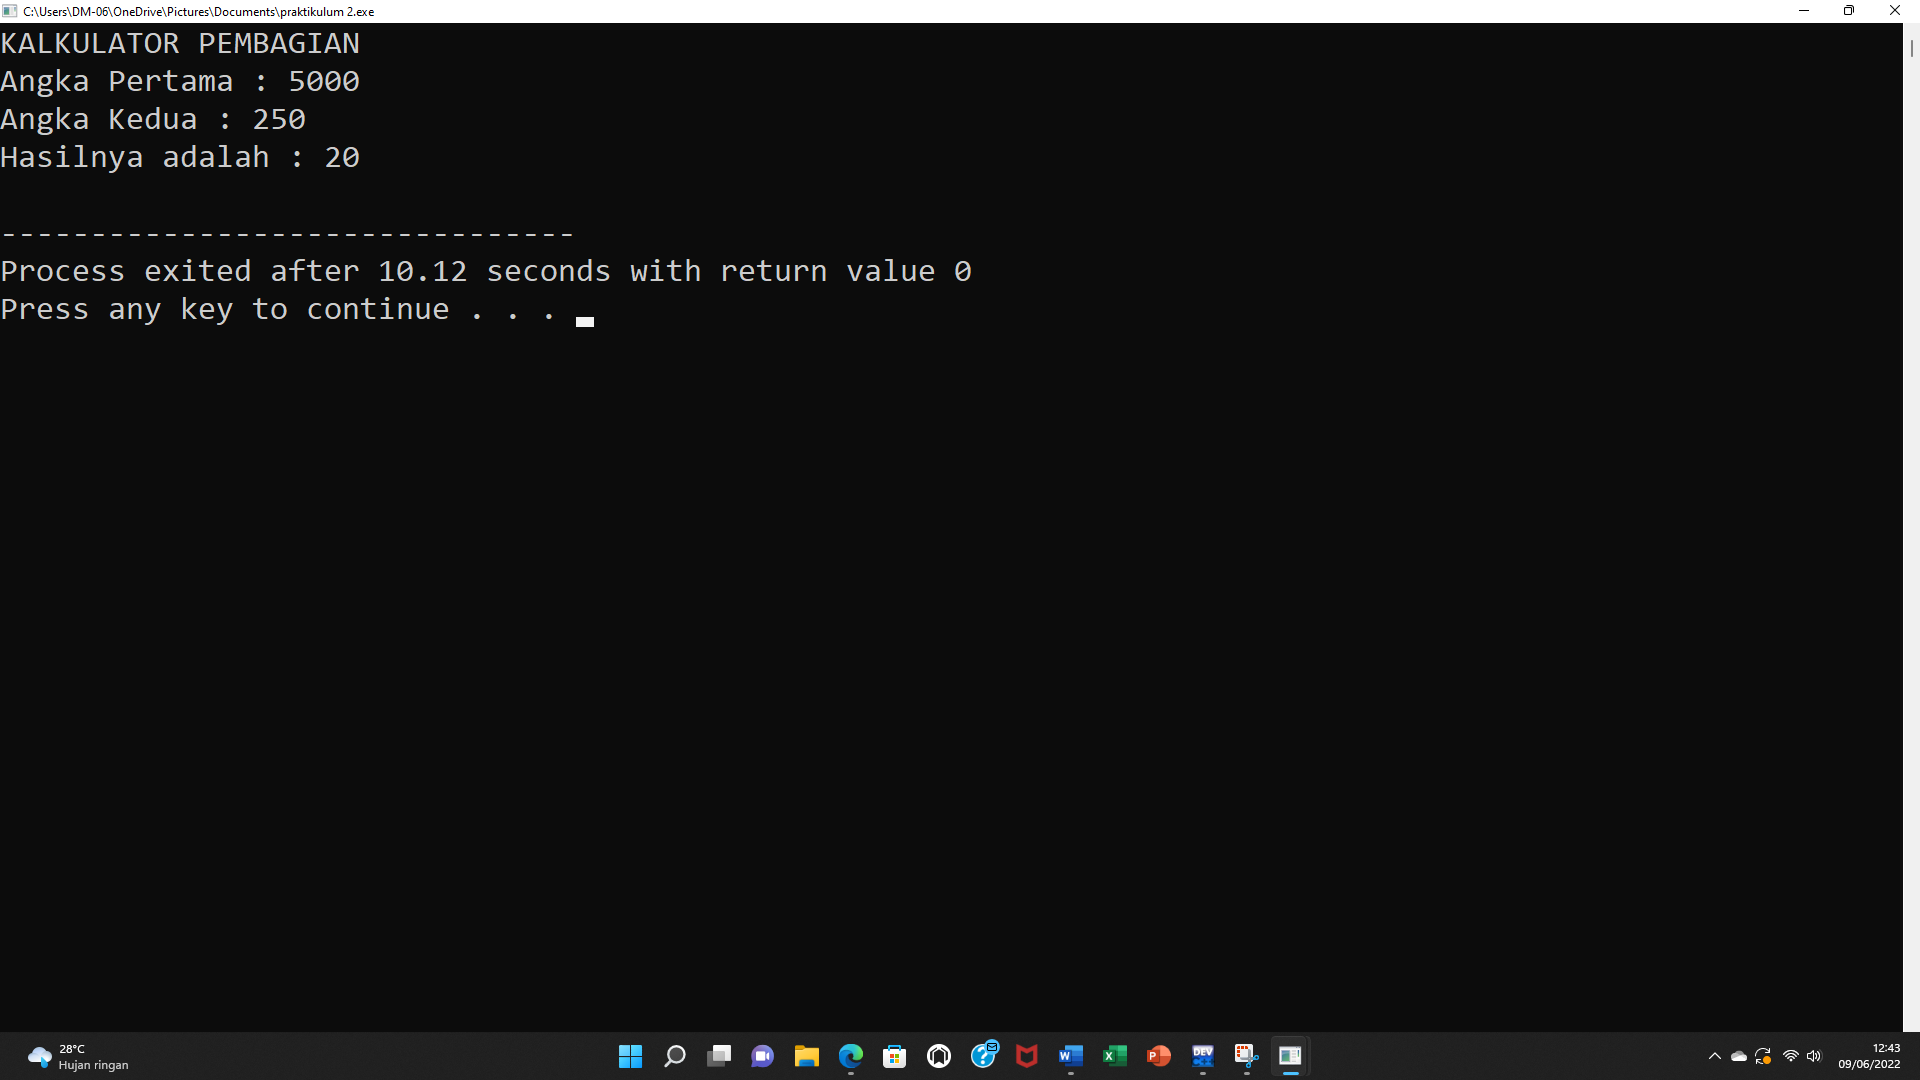 C:\Users\DM-06\OneDrive\Pictures\Documents\praktikulum 2.exe
KALKULATOR PEMBAGIAN
Angka Pertama : 5000
Angka Kedua : 250
Hasilnya adalah : 20
--------------------------------
Process exited after 10.12 seconds with return value 0
Press any key to continue . . .
28°C
Hujan ringan
DEV
C++
12:43
09/06/2022